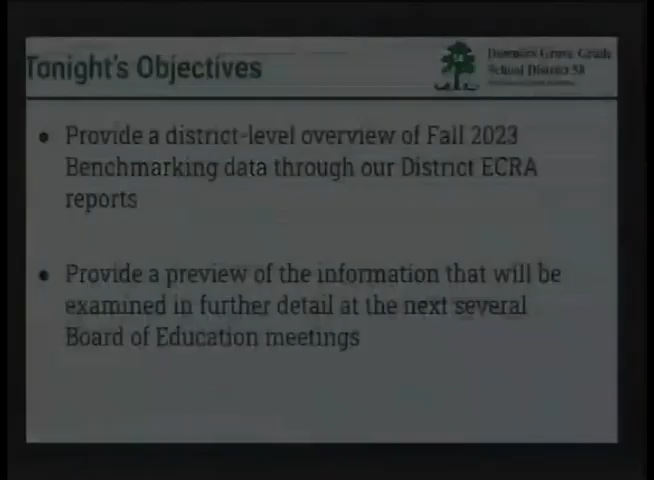 Tonight's Objectives
Downers Grove Grade
School District 58
• Provide a district-level overview of Fall 2023
Benchmarking data through our District ECRA
reports
• Provide a preview of the information that will be
examined in further detail at the next several
Board of Education meetings